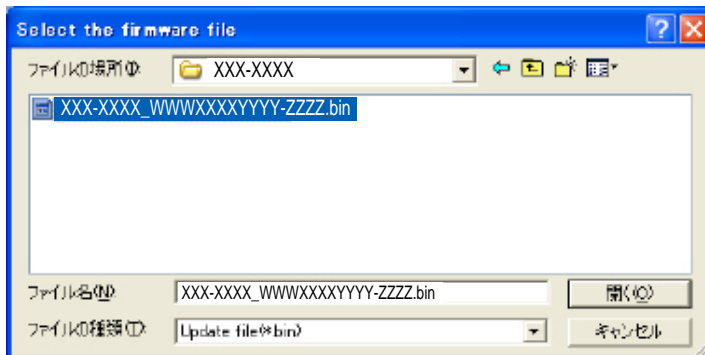 Select the firmware file
ファイルの場所(I):
XXX-XXXX
XXX-XXXX_WWWXXXXYYYY-ZZZZ.bin
ファイル名(N):
XXX-XXXX_WWWXXXXYYYY-ZZZZ.bin
開く(O)
ファイルの種類(T):
Update file(*bin)
キャンセル